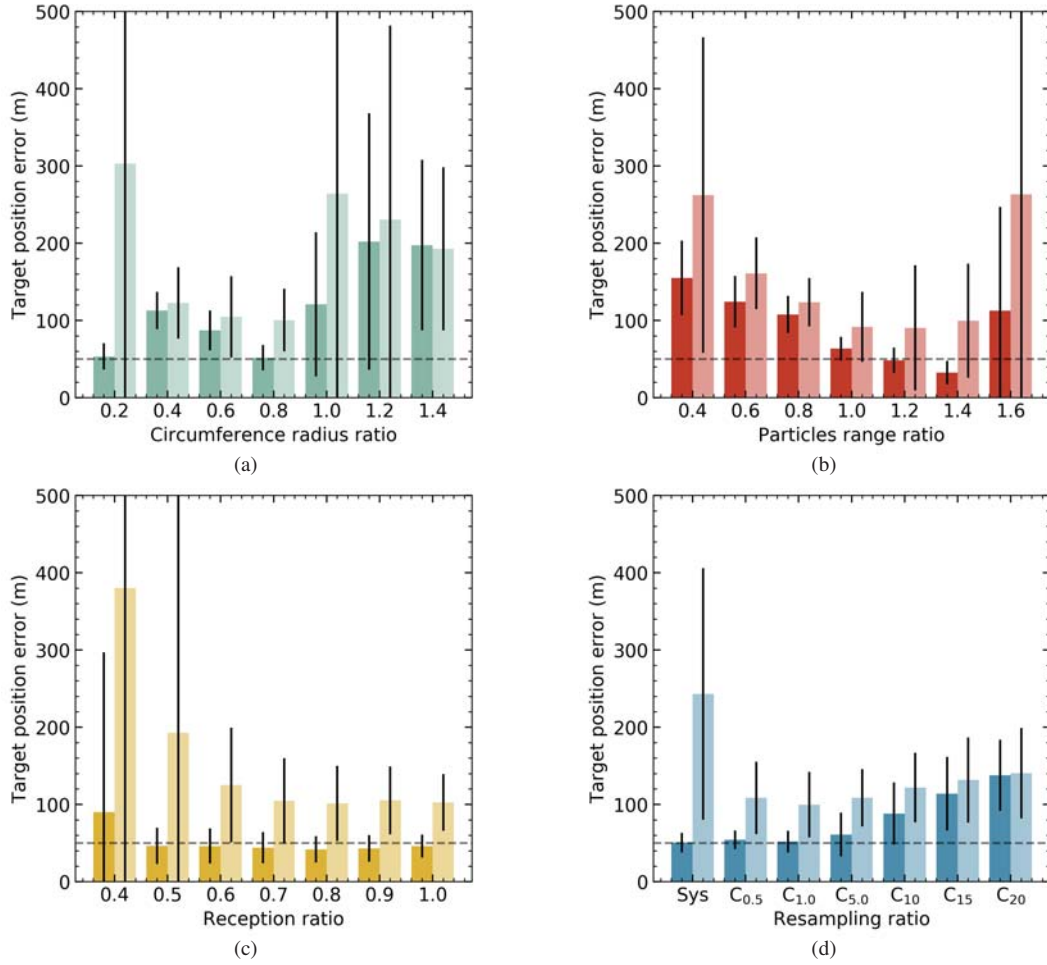 500
400
300
200
100
0
Target position error (m)
0.2 0.4 0.6 0.8 1.0 1.2 1.4
Circumference radius ratio
(a)
500
400
300
200
100
0
Target position error (m)
0.4 0.6 0.8 1.0 1.2 1.4 1.6
Particles range ratio
(b)
500
400
300
200
100
0
Target position error (m)
0.4 0.5 0.6 0.7 0.8 0.9 1.0
Reception ratio
(c)
500
400
300
200
100
0
Target position error (m)
Sys C0.5 C1.0 C5.0 C10 C15 C20
Resampling ratio
(d)